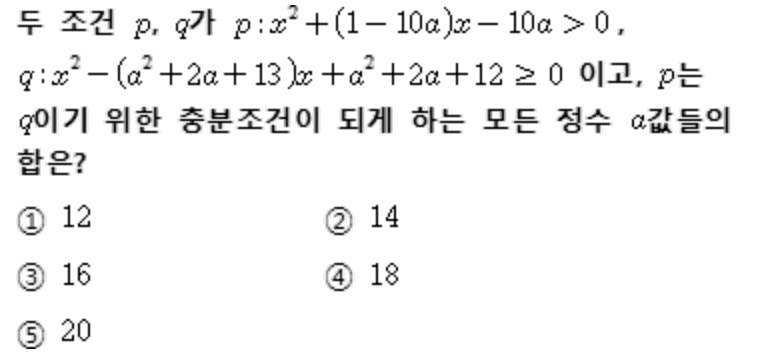 두 조건 p, q가 p:x²+(1−10a)x−10a>0,
q:x²−(a²+2a+13)x+a²+2a+12≥0 이고, p는
q이기 위한 충분조건이 되게 하는 모든 정수 a값들의
합은?
① 12 ② 14
③ 16 ④ 18
⑤ 20